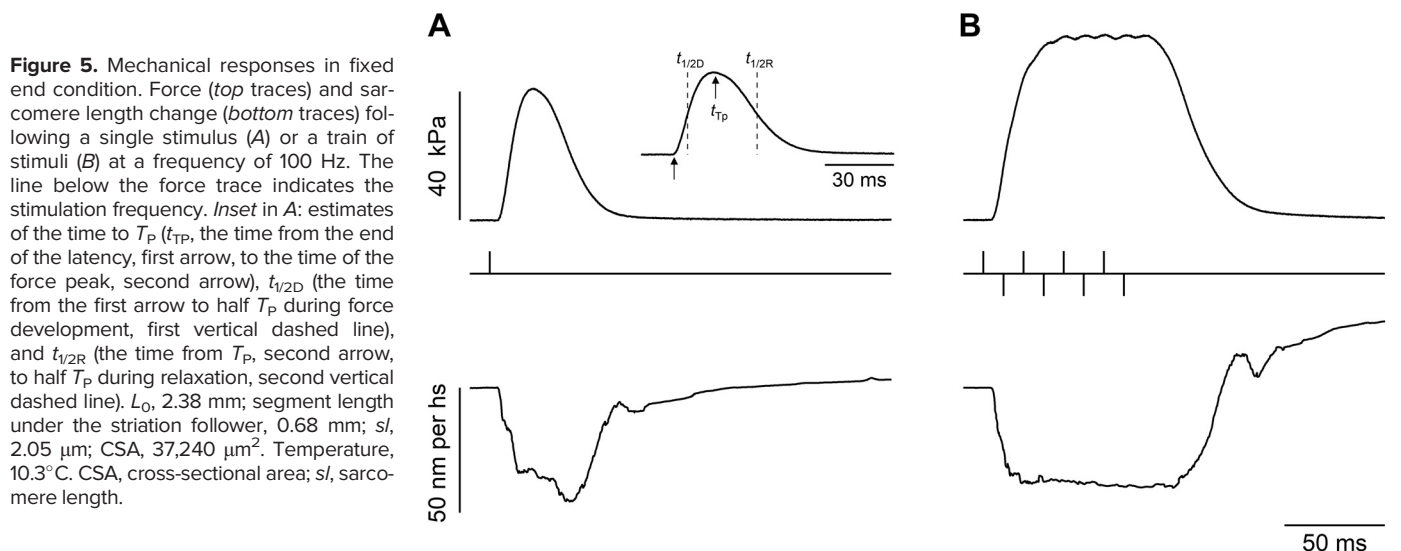 Figure 5. Mechanical responses in fixed
end condition. Force (top traces) and sar-
comere length change (bottom traces) fol-
lowing a single stimulus (A) or a train of
stimuli (B) at a frequency of 100 Hz. The
line below the force trace indicates the
stimulation frequency. Inset in A: estimates
of the time to TP (tTP, the time from the end
of the latency, first arrow, to the time of the
force peak, second arrow), t1/2D (the time
from the first arrow to half TP during force
development, first vertical dashed line),
and t1/2R (the time from TP, second arrow,
to half TP during relaxation, second vertical
dashed line). L0, 2.38 mm; segment length
under the striation follower, 0.68 mm; sl,
2.05 μm; CSA, 37,240 μm2. Temperature,
10.3°C. CSA, cross-sectional area; sl, sarco-
mere length.
A
t1/2D
t1/2R
tTp
30 ms
40 kPa
50 nm per hs
B
50 ms